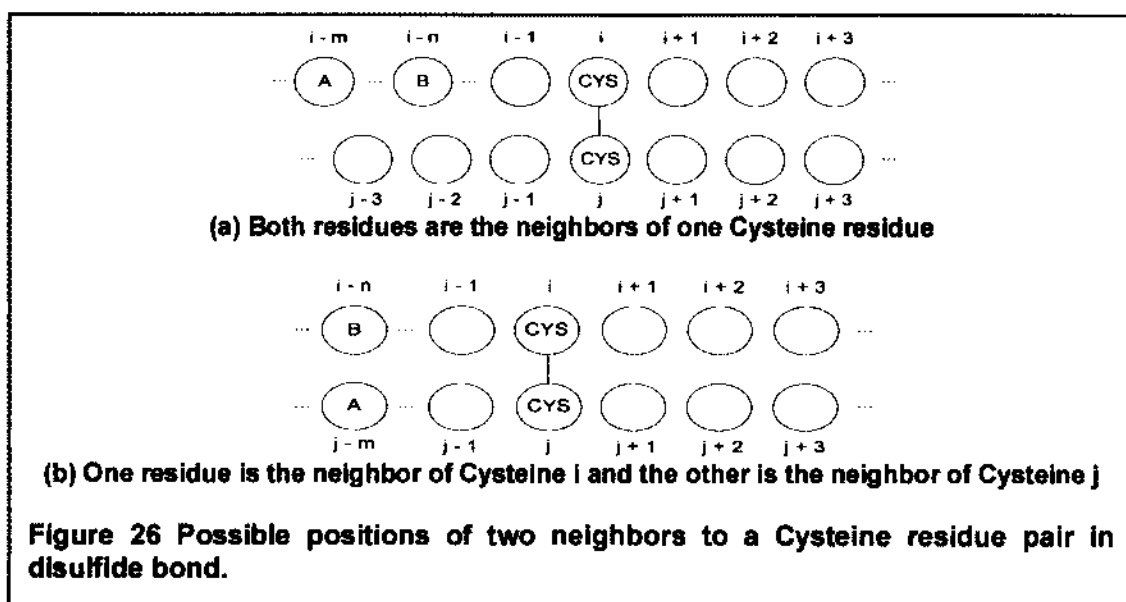 i - m i - n i - 1 i i + 1 i + 2 i + 3
... A ... B CYS ...
... CYS ...
j - 3 j - 2 j - 1 j j + 1 j + 2 j + 3
(a) Both residues are the neighbors of one Cysteine residue
i - n i - 1 i i + 1 i + 2 i + 3
... B ... CYS ...
... A ... CYS ...
j - m j - 1 j j + 1 j + 2 j + 3
(b) One residue is the neighbor of Cysteine i and the other is the neighbor of Cysteine j
Figure 26 Possible positions of two neighbors to a Cysteine residue pair in
disulfide bond.